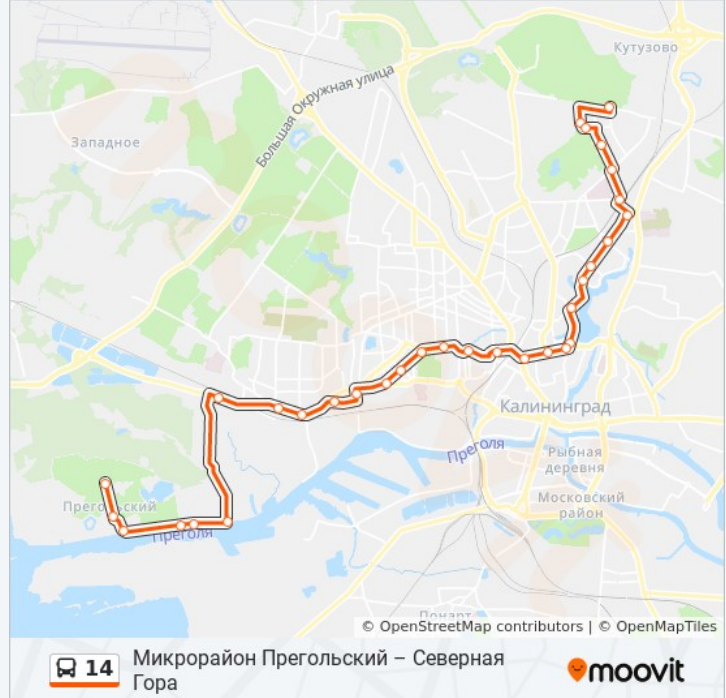 Кутузово
Большая Окружная улица
Западное
Калининград
Преголя
Рыбная
деревня
Московский
район
Прегольский
Преголя
Понарт
© OpenStreetMap contributors | © OpenMapTiles
14
Микрорайон Прегольский – Северная
Гора
moovit